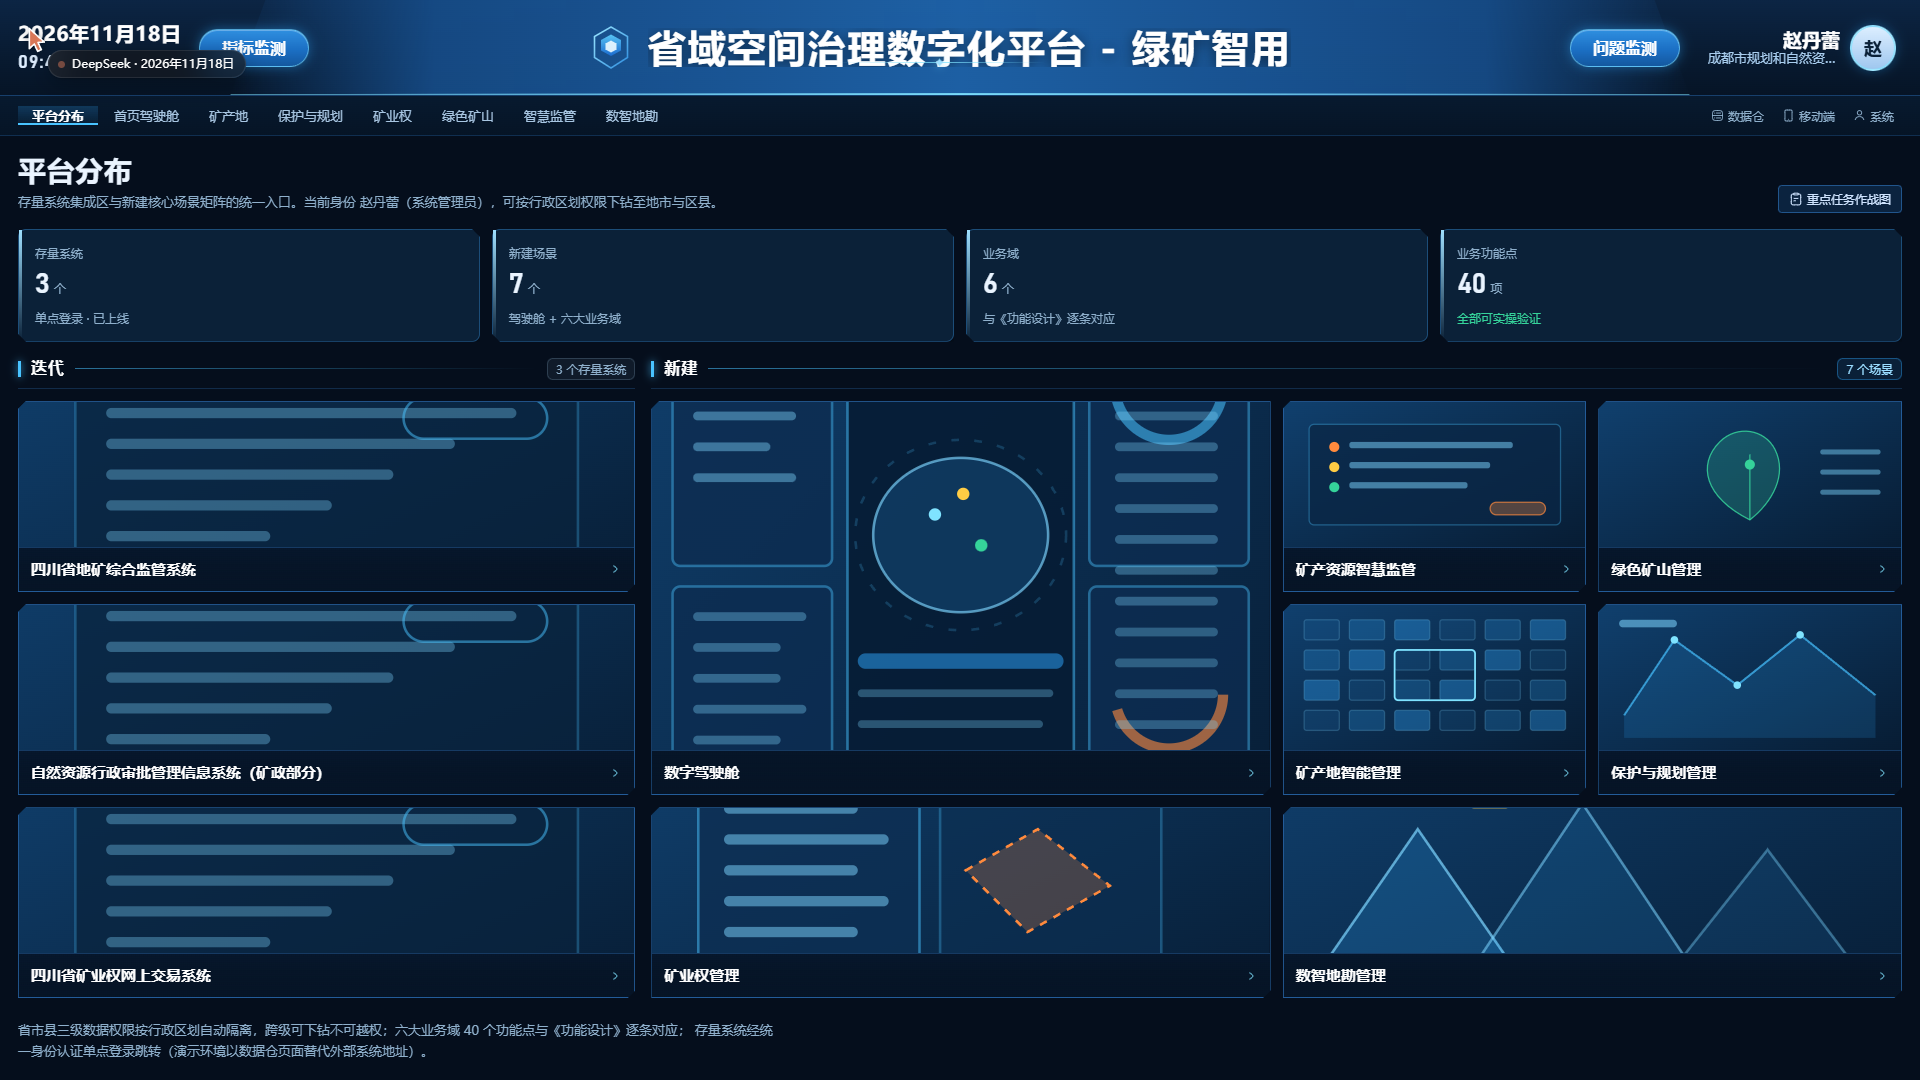 2026年11月18日
09:4
DeepSeek · 2026年11月18日
指标监测
省域空间治理数字化平台 - 绿矿智用
问题监测
赵丹蕾
成都市规划和自然资...
赵
平台分布
首页驾驶舱
矿产地
保护与规划
矿业权
绿色矿山
智慧监管
数智地勘
数据仓
移动端
系统
平台分布
存量系统集成区与新建核心场景矩阵的统一入口。当前身份 赵丹蕾（系统管理员），可按行政区划权限下钻至地市与区县。
重点任务作战图
存量系统
3 个
单点登录 · 已上线
新建场景
7 个
驾驶舱 + 六大业务域
业务域
6 个
与《功能设计》逐条对应
业务功能点
40 项
全部可实操验证
迭代
3 个存量系统
新建
7 个场景
四川省地矿综合监管系统
自然资源行政审批管理信息系统（矿政部分）
四川省矿业权网上交易系统
数字驾驶舱
矿产资源智慧监管
绿色矿山管理
矿产地智能管理
保护与规划管理
矿业权管理
数智地勘管理
省市县三级数据权限按行政区划自动隔离，跨级可下钻不可越权；六大业务域 40 个功能点与《功能设计》逐条对应； 存量系统经统
一身份认证单点登录跳转（演示环境以数据仓页面替代外部系统地址）。